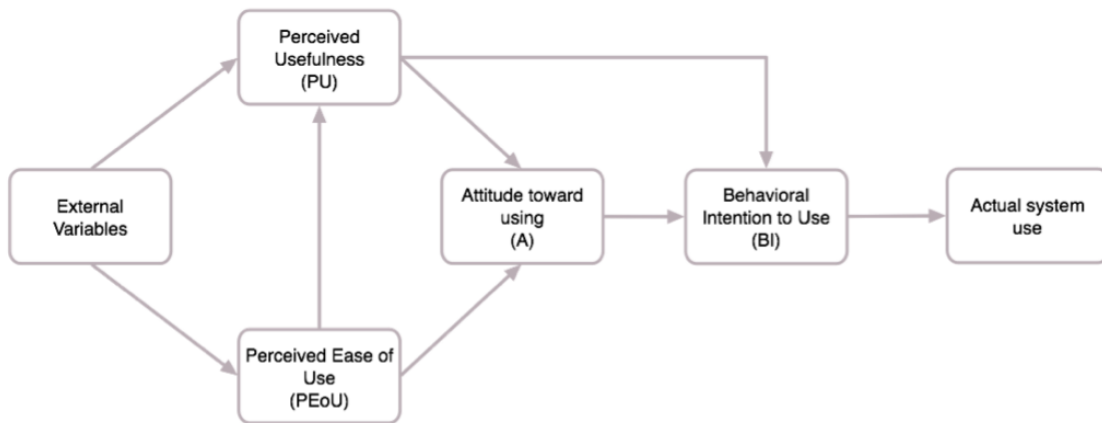 Perceived
Usefulness
(PU)
External
Variables
Attitude toward
using
(A)
Behavioral
Intention to Use
(BI)
Actual system
use
Perceived Ease of
Use
(PEoU)